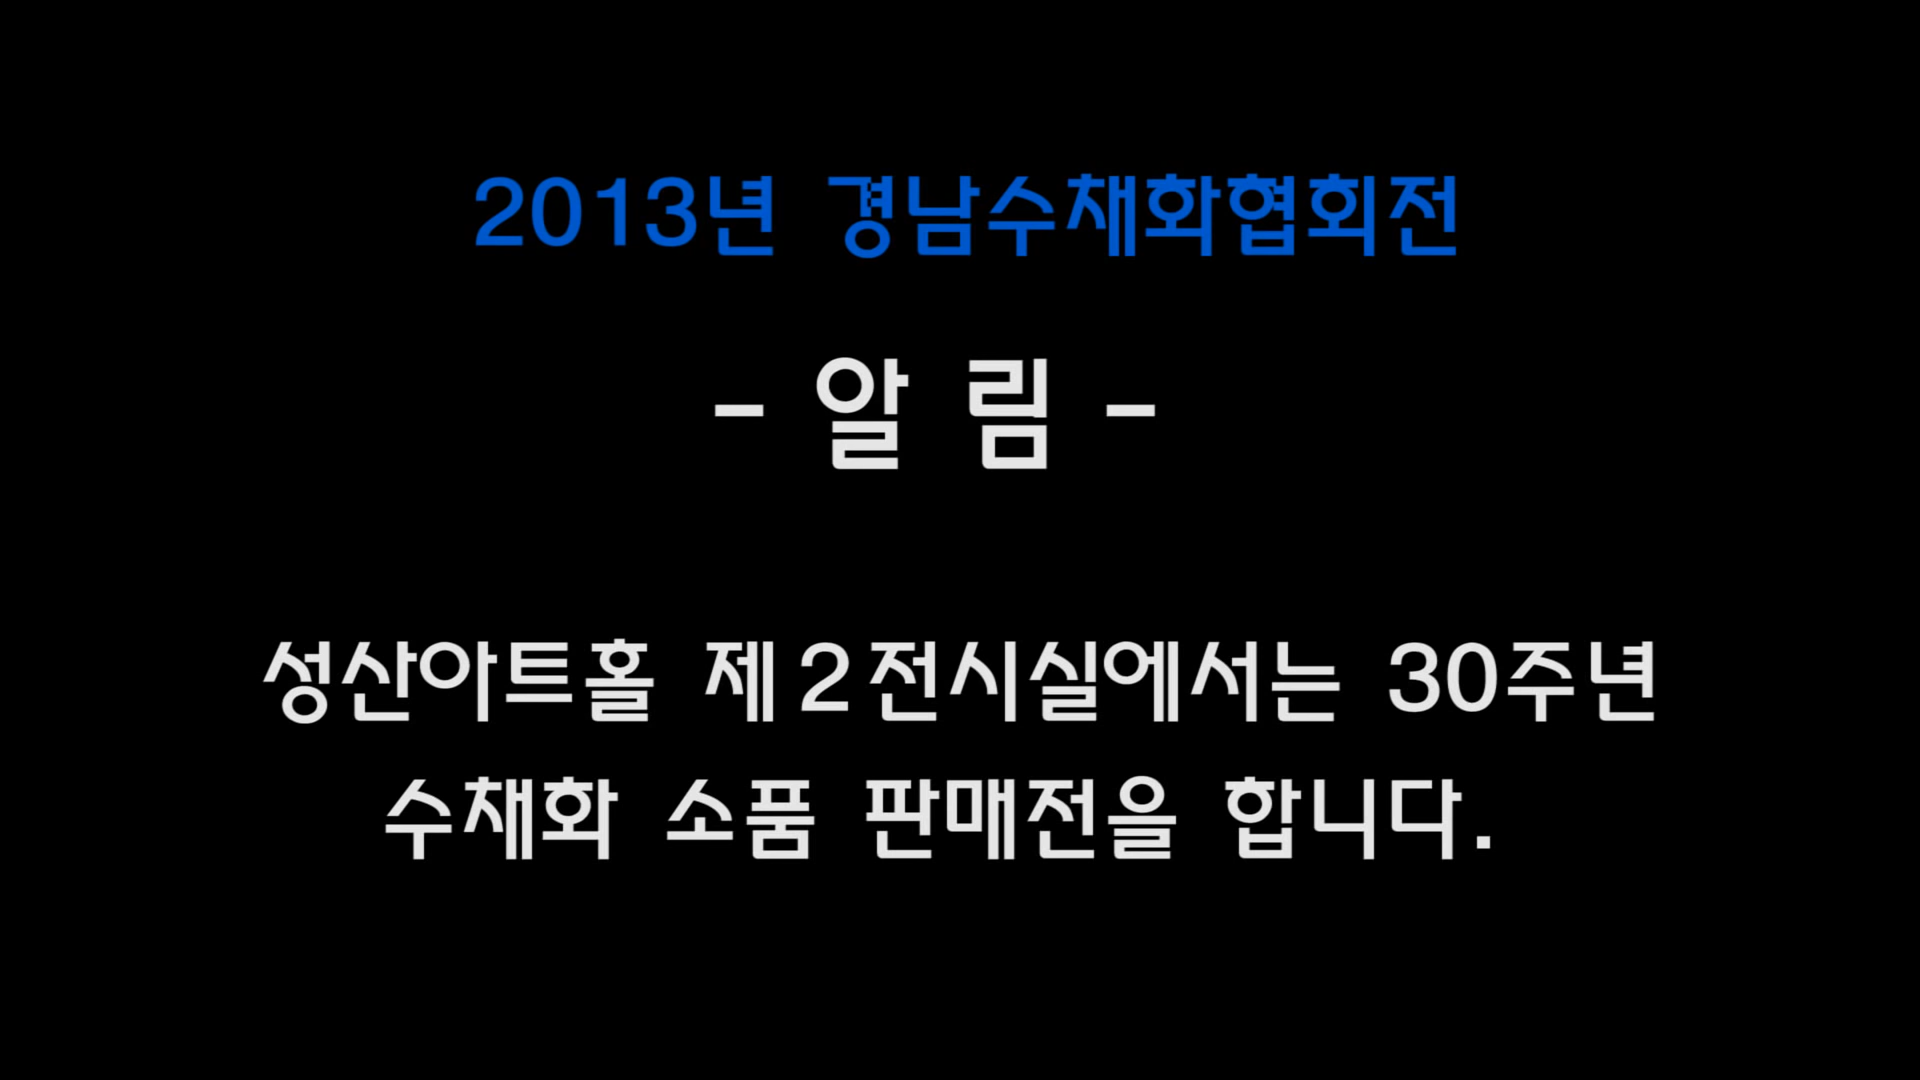 2013년 경남수채화협회전
- 알 림 -
성산아트홀 제2전시실에서는 30주년
수채화 소품 판매전을 합니다.